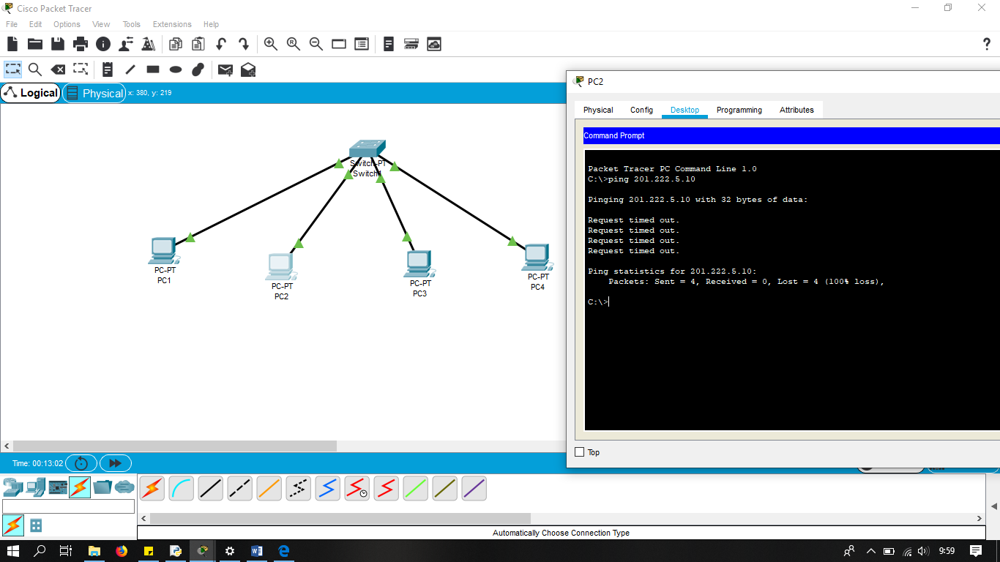 Cisco Packet Tracer
File Edit Options View Tools Extensions Help
R
?
Logical
Physical
x: 380, y: 219
Switch-PT
Switch1
PC-PT
PC1
PC-PT
PC2
PC-PT
PC3
PC-PT
PC4
PC2
Physical Config Desktop Programming Attributes
Command Prompt
Packet Tracer PC Command Line 1.0
C:\>ping 201.222.5.10
Pinging 201.222.5.10 with 32 bytes of data:
Request timed out.
Request timed out.
Request timed out.
Request timed out.
Ping statistics for 201.222.5.10:
Packets: Sent = 4, Received = 0, Lost = 4 (100% loss),
C:\>
Top
Time: 00:13:02
Automatically Choose Connection Type
9:59